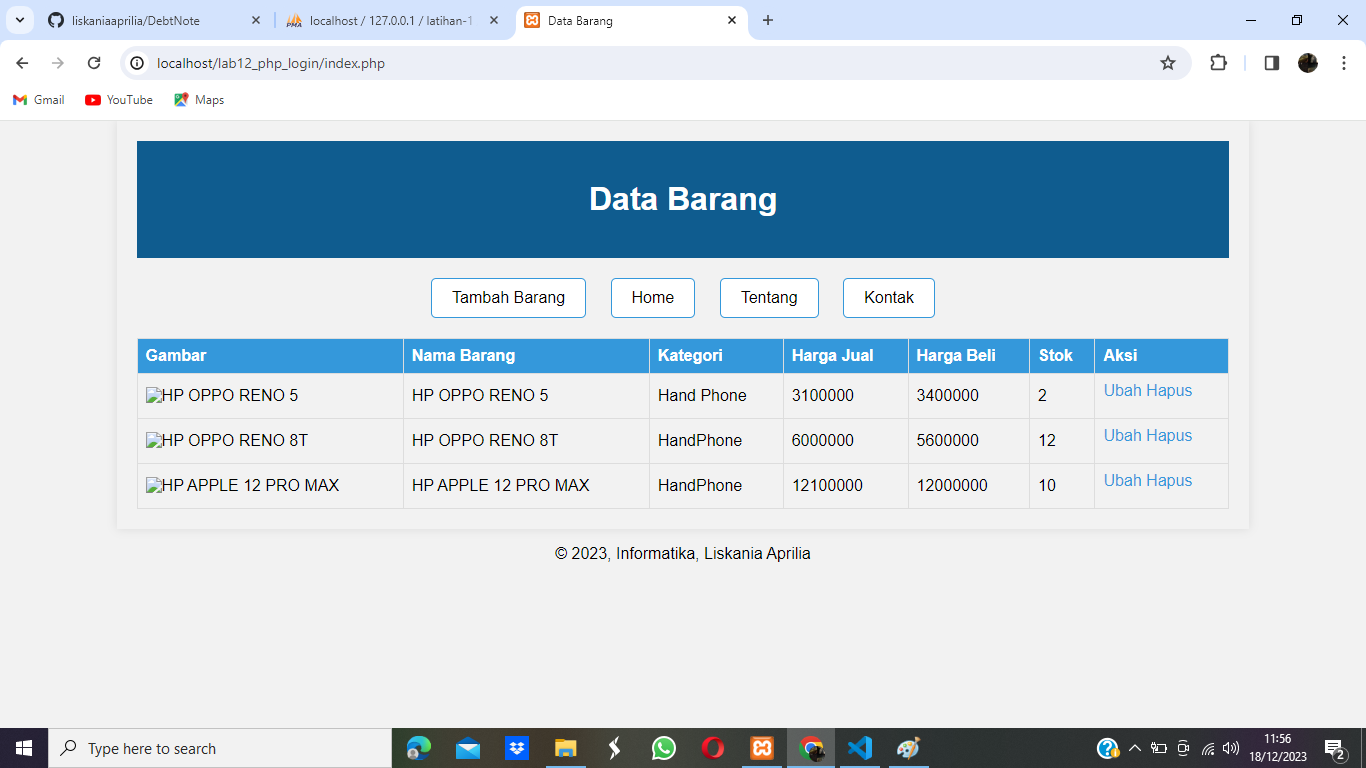 liskaniaaprilia/DebtNote
localhost / 127.0.0.1 / latihan-1
Data Barang
localhost/lab12_php_login/index.php
Gmail YouTube Maps
Data Barang
Tambah Barang Home Tentang Kontak
Gambar Nama Barang Kategori Harga Jual Harga Beli Stok Aksi
HP OPPO RENO 5 HP OPPO RENO 5 Hand Phone 3100000 3400000 2 Ubah Hapus
HP OPPO RENO 8T HP OPPO RENO 8T HandPhone 6000000 5600000 12 Ubah Hapus
HP APPLE 12 PRO MAX HP APPLE 12 PRO MAX HandPhone 12100000 12000000 10 Ubah Hapus
© 2023, Informatika, Liskania Aprilia
Type here to search
11:56
18/12/2023
2